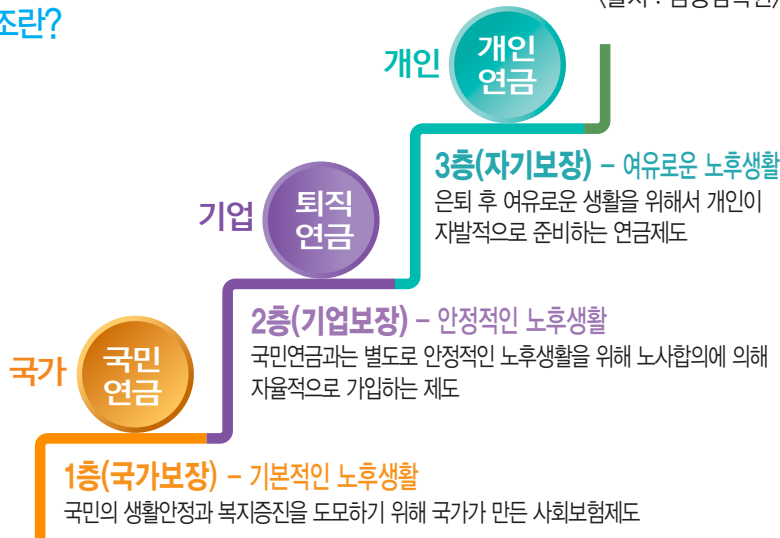 조란?
개인
개인
연금
3층(자기보장) – 여유로운 노후생활
은퇴 후 여유로운 생활을 위해서 개인이
자발적으로 준비하는 연금제도
기업
퇴직
연금
2층(기업보장) – 안정적인 노후생활
국민연금과는 별도로 안정적인 노후생활을 위해 노사합의에 의해
자율적으로 가입하는 제도
국가
국민
연금
1층(국가보장) – 기본적인 노후생활
국민의 생활안정과 복지증진을 도모하기 위해 국가가 만든 사회보험제도